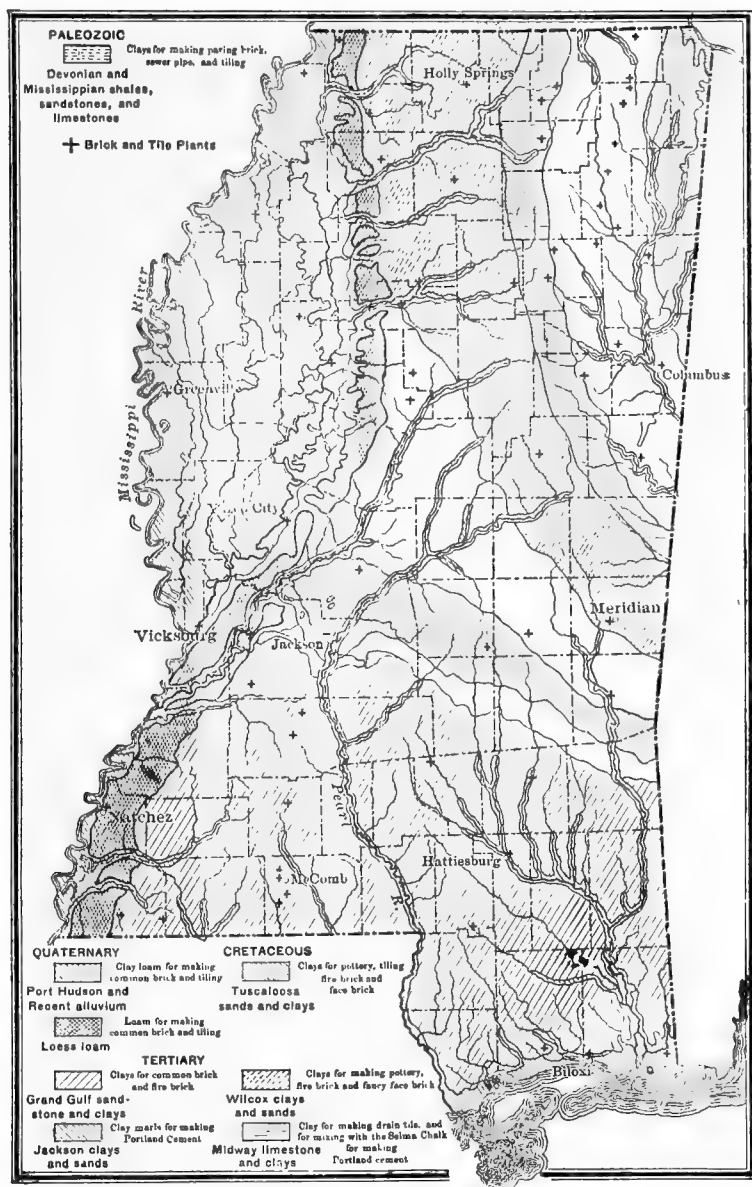 PALEOZOIC
Clays for making paving brick,
sewer pipe, and tiling
Devonian and
Mississippian shales,
sandstones, and
limestones
+ Brick and Tile Plants
Holly Springs
Mississippi River
Greenvil
Columbus
City
Vicksburg
Jackson
Meridian
Pearl R.
Natchez
Hattiesburg
McComb
Biloxi
QUATERNARY
Clay loam for making
common brick and tiling
Port Hudson and
Recent alluvium
Loam for making
common brick and tiling
Loess loam
CRETACEOUS
Clays for pottery, tiling
fire brick and
face brick
Tuscaloosa
sands and clays
TERTIARY
Clays for common brick
and fire brick
Grand Gulf sand-
stone and clays
Clays for making pottery,
fire brick and fancy face brick
Wilcox clays
and sands
Clay marls for making
Portland Cement
Jackson clays
and sands
Clay for making drain tile, and
for mixing with the Selma Chalk
for making
Portland cement
Midway limestone
and clays